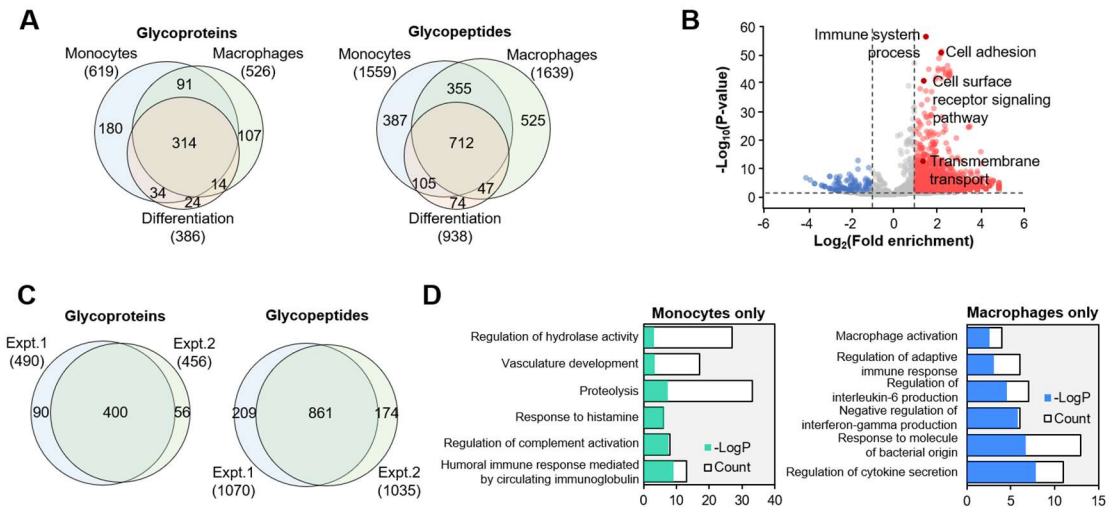 A
Glycoproteins
Monocytes
(619)
Macrophages
(526)
91
180
314
107
34
14
24
Differentiation
(386)
Glycopeptides
Monocytes
(1559)
Macrophages
(1639)
355
387
712
525
105
47
74
Differentiation
(938)
B
-Log10(P-value)
60
50
40
30
20
10
0
-6
-4
-2
0
2
4
6
Log2(Fold enrichment)
Immune system
process
Cell adhesion
Cell surface
receptor signaling
pathway
Transmembrane
transport
C
Glycoproteins
Expt.1
(490)
Expt.2
(456)
90
400
56
Glycopeptides
209
861
174
Expt.1
(1070)
Expt.2
(1035)
D
Monocytes only
Regulation of hydrolase activity
Vasculature development
Proteolysis
Response to histamine
Regulation of complement activation
Humoral immune response mediated
by circulating immunoglobulin
-LogP
Count
0
10
20
30
40
Macrophages only
Macrophage activation
Regulation of adaptive
immune response
Regulation of
interleukin-6 production
Negative regulation of
interferon-gamma production
Response to molecule
of bacterial origin
Regulation of cytokine secretion
-LogP
Count
0
5
10
15